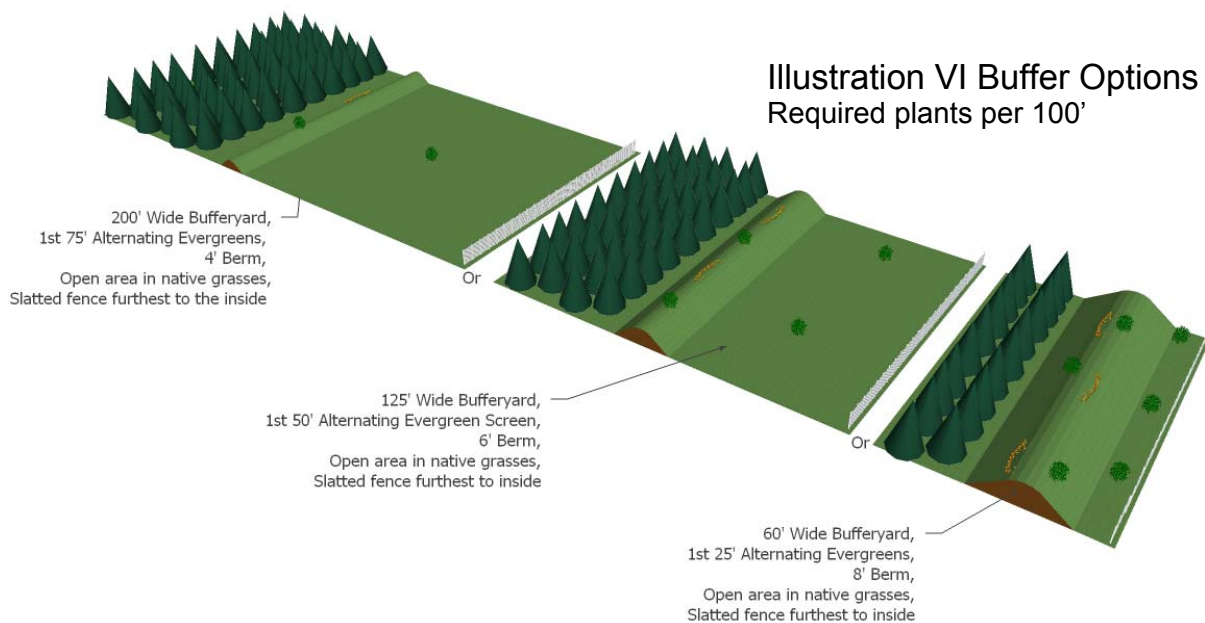 Illustration VI Buffer Options
Required plants per 100’
200' Wide Bufferyard,
1st 75' Alternating Evergreens,
4' Berm,
Open area in native grasses,
Slatted fence furthest to the inside
Or
125' Wide Bufferyard,
1st 50' Alternating Evergreen Screen,
6' Berm,
Open area in native grasses,
Slatted fence furthest to inside
Or
60' Wide Bufferyard,
1st 25' Alternating Evergreens,
8' Berm,
Open area in native grasses,
Slatted fence furthest to inside